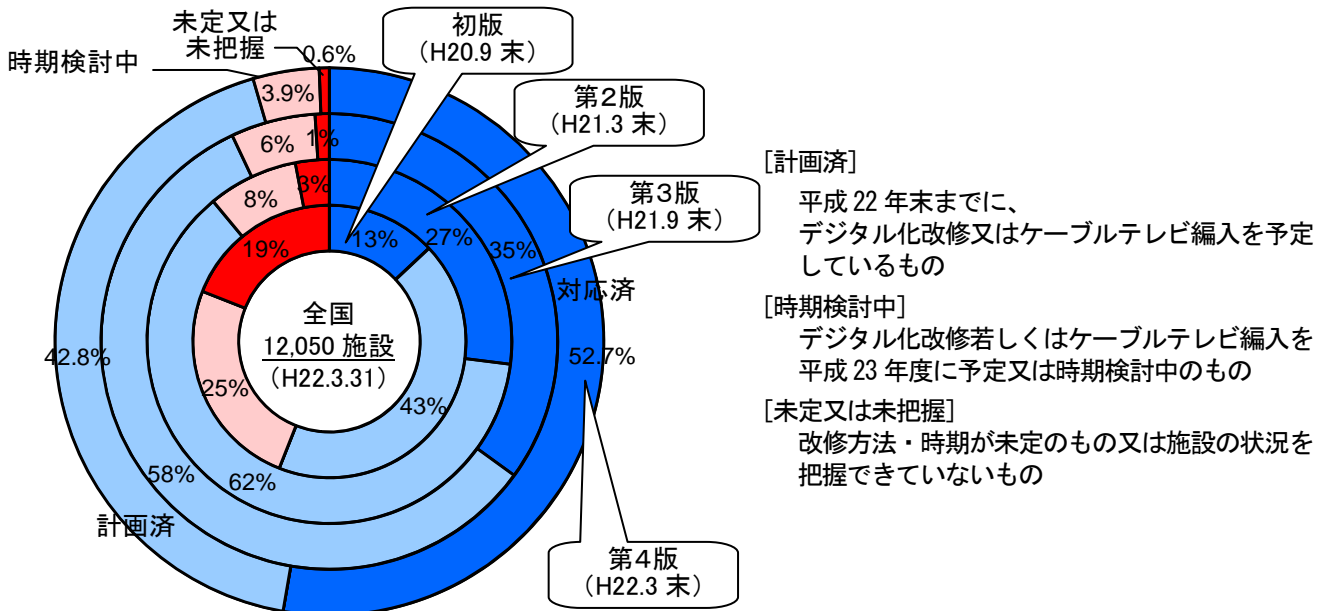 未定又は
未把握
時期検討中
0.6%
3.9%
6%
1%
8%
3%
19%
初版
（H20.9 末）
第２版
（H21.3 末）
第３版
（H21.9 末）
13%
27%
35%
対応済
52.7%
全国
12,050 施設
（H22.3.31）
42.8%
25%
43%
58%
62%
計画済
第４版
（H22.3 末）
［計画済］
平成 22 年末までに、
デジタル化改修又はケーブルテレビ編入を予定
しているもの
［時期検討中］
デジタル化改修若しくはケーブルテレビ編入を
平成 23 年度に予定又は時期検討中のもの
［未定又は未把握］
改修方法・時期が未定のもの又は施設の状況を
把握できていないもの